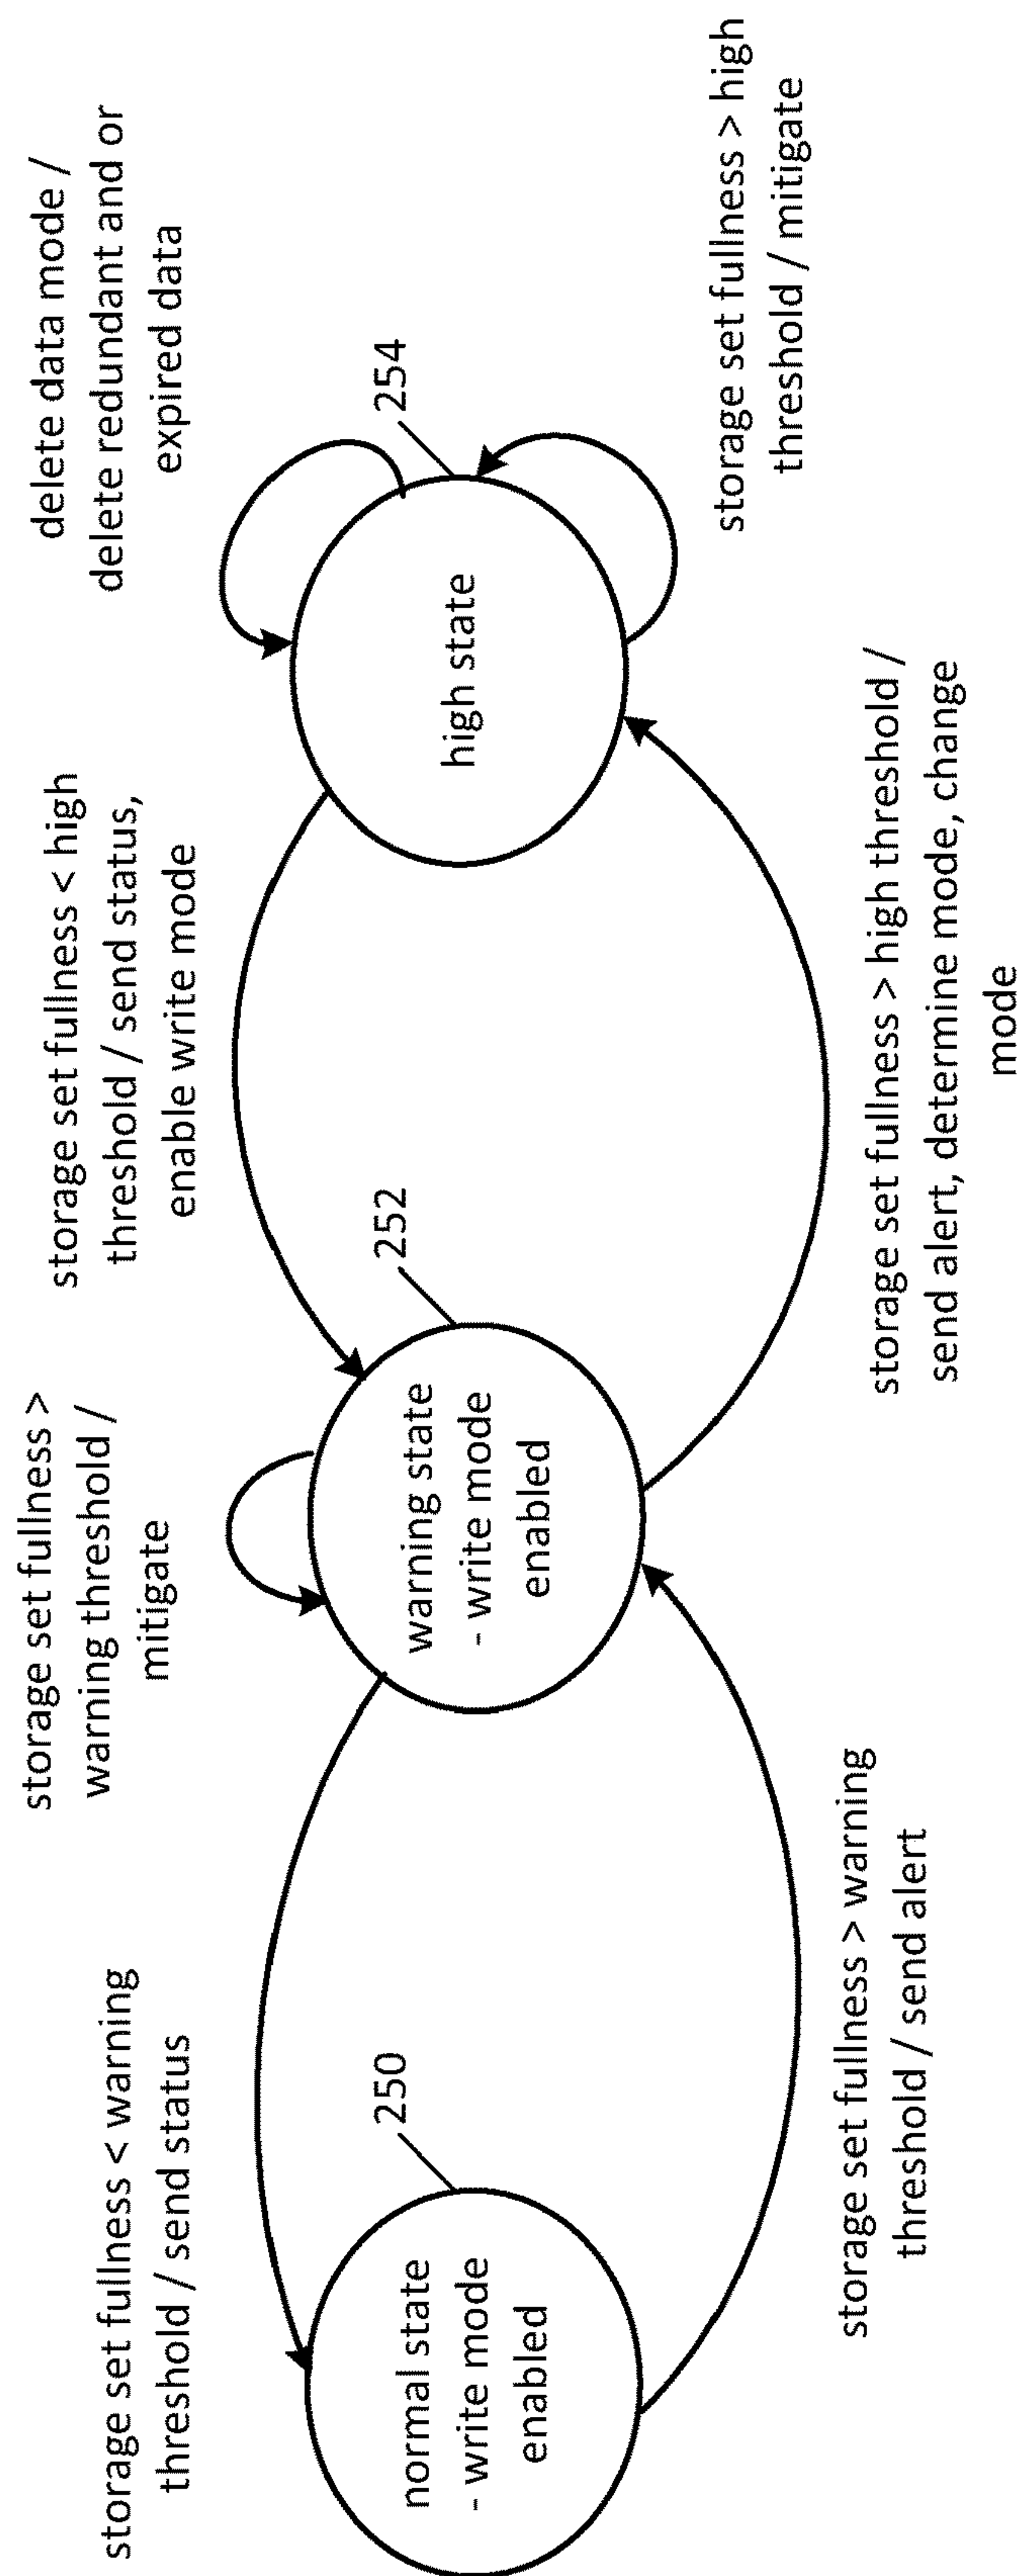 storage set fullness < warning
threshold / send status
250
normal state
- write mode
enabled
storage set fullness > warning
threshold / send alert
storage set fullness >
warning threshold /
mitigate
252
warning state
- write mode
enabled
storage set fullness < high
threshold / send status,
enable write mode
storage set fullness > high threshold /
send alert, determine mode, change
mode
delete data mode /
delete redundant and or
expired data
254
high state
storage set fullness > high
threshold / mitigate